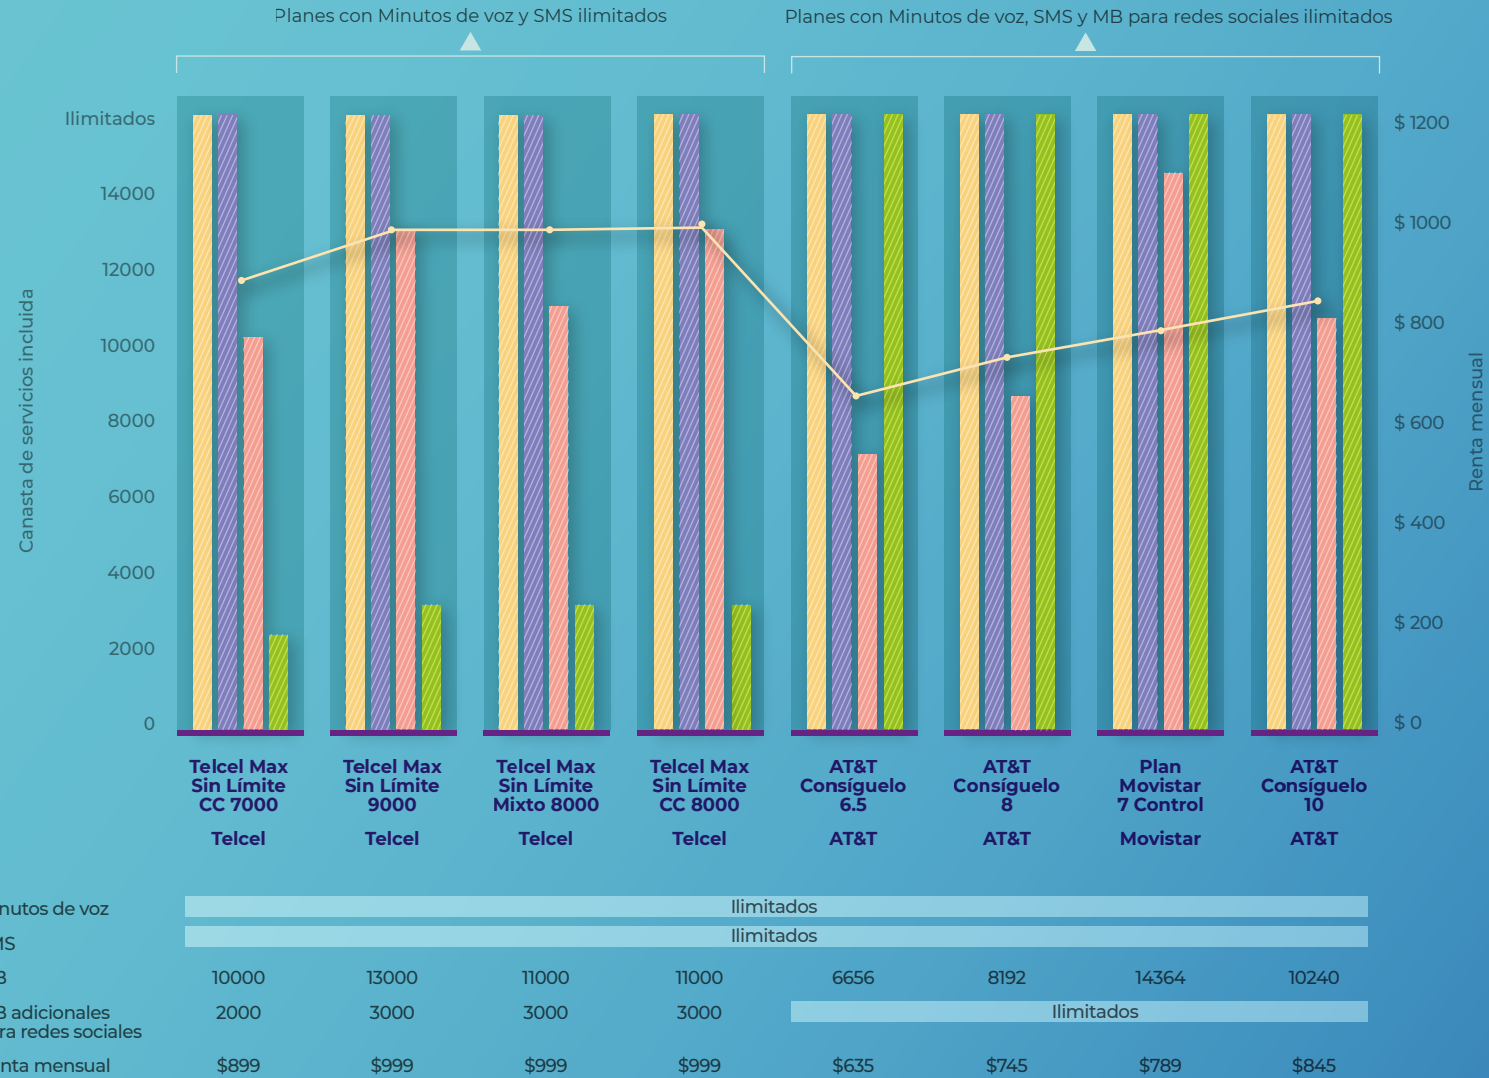 Planes con Minutos de voz y SMS ilimitados
Planes con Minutos de voz, SMS y MB para redes sociales ilimitados
Canasta de servicios incluida
Ilimitados
14000
12000
10000
8000
6000
4000
2000
0
$ 1200
$ 1000
$ 800
$ 600
$ 400
$ 200
$ 0
Renta mensual
Telcel Max
Sin Límite
CC 7000
Telcel
Telcel Max
Sin Límite
9000
Telcel
Telcel Max
Sin Límite
Mixto 8000
Telcel
Telcel Max
Sin Límite
CC 8000
Telcel
AT&T
Consíguelo
6.5
AT&T
AT&T
Consíguelo
8
AT&T
Plan
Movistar
7 Control
Movistar
AT&T
Consíguelo
10
AT&T
nutos de voz Ilimitados
MS Ilimitados
B 10000 13000 11000 11000 6656 8192 14364 10240
B adicionales
ra redes sociales 2000 3000 3000 3000 Ilimitados
nta mensual $899 $999 $999 $999 $635 $745 $789 $845